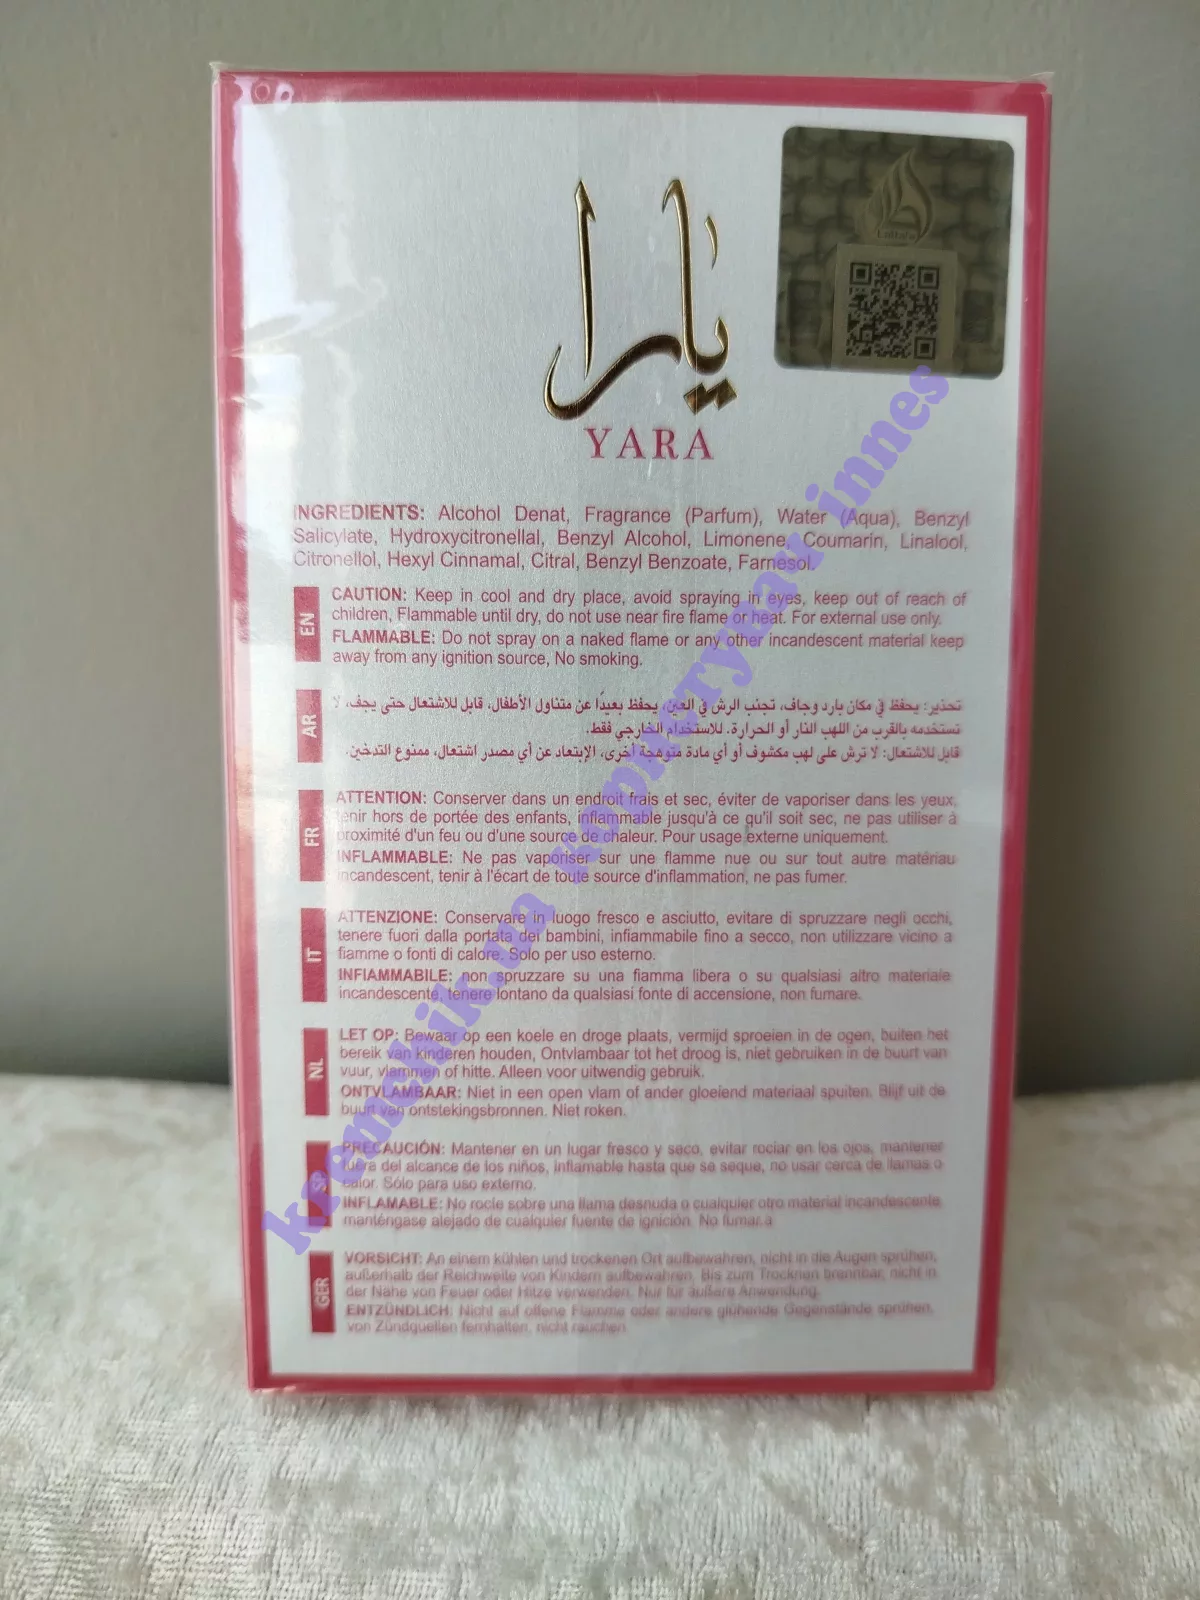 Lattafa
يارا
YARA
INGREDIENTS: Alcohol Denat, Fragrance (Parfum), Water (Aqua), Benzyl
Salicylate, Hydroxycitronellal, Benzyl Alcohol, Limonene, Coumarin, Linalool,
Citronellol, Hexyl Cinnamal, Citral, Benzyl Benzoate, Farnesol.
EN
CAUTION: Keep in cool and dry place, avoid spraying in eyes, keep out of reach of
children, Flammable until dry, do not use near fire flame or heat. For external use only.
FLAMMABLE: Do not spray on a naked flame or any other incandescent material keep
away from any ignition source, No smoking.
AR
تحذير: يحفظ في مكان بارد وجاف، تجنب الرش في العين، يحفظ بعيدًا عن متناول الأطفال، قابل للاشتعال حتى يجف، لا
تستخدمه بالقرب من اللهب النار أو الحرارة. للاستخدام الخارجي فقط.
قابل للاشتعال: لا ترش على لهب مكشوف أو أي مادة متوهجة أخرى، الإبتعاد عن أي مصدر اشتعال، ممنوع التدخين.
FR
ATTENTION: Conserver dans un endroit frais et sec, éviter de vaporiser dans les yeux,
tenir hors de portée des enfants, inflammable jusqu'à ce qu'il soit sec, ne pas utiliser à
proximité d'un feu ou d'une source de chaleur. Pour usage externe uniquement.
INFLAMMABLE: Ne pas vaporiser sur une flamme nue ou sur tout autre matériau
incandescent, tenir à l'écart de toute source d'inflammation, ne pas fumer.
IT
ATTENZIONE: Conservare in luogo fresco e asciutto, evitare di spruzzare negli occhi,
tenere fuori dalla portata dei bambini, infiammabile fino a secco, non utilizzare vicino a
fiamme o fonti di calore. Solo per uso esterno.
INFIAMMABILE: non spruzzare su una fiamma libera o su qualsiasi altro materiale
incandescente, tenere lontano da qualsiasi fonte di accensione, non fumare.
NL
LET OP: Bewaar op een koele en droge plaats, vermijd sproeien in de ogen, buiten het
bereik van kinderen houden, Ontvlambaar tot het droog is, niet gebruiken in de buurt van
vuur, vlammen of hitte. Alleen voor uitwendig gebruik.
ONTVLAMBAAR: Niet in een open vlam of ander gloeiend materiaal spuiten. Blijf uit de
buurt van ontstekingsbronnen. Niet roken.
SP
PRECAUCIÓN: Mantener en un lugar fresco y seco, evitar rociar en los ojos, mantener
fuera del alcance de los niños, inflamable hasta que se seque, no usar cerca de llamas o
calor. Sólo para uso externo.
INFLAMABLE: No rocíe sobre una llama desnuda o cualquier otro material incandescente
manténgase alejado de cualquier fuente de ignición. No fumar.a
GER
VORSICHT: An einem kühlen und trockenen Ort aufbewahren, nicht in die Augen sprühen,
außerhalb der Reichweite von Kindern aufbewahren, Bis zum Trocknen brennbar, nicht in
der Nähe von Feuer oder Hitze verwenden. Nur für äußere Anwendung.
ENTZÜNDLICH: Nicht auf offene Flamme oder andere glühende Gegenstände sprühen,
von Zündquellen fernhalten, nicht rauchen.
kremchik.ua innes